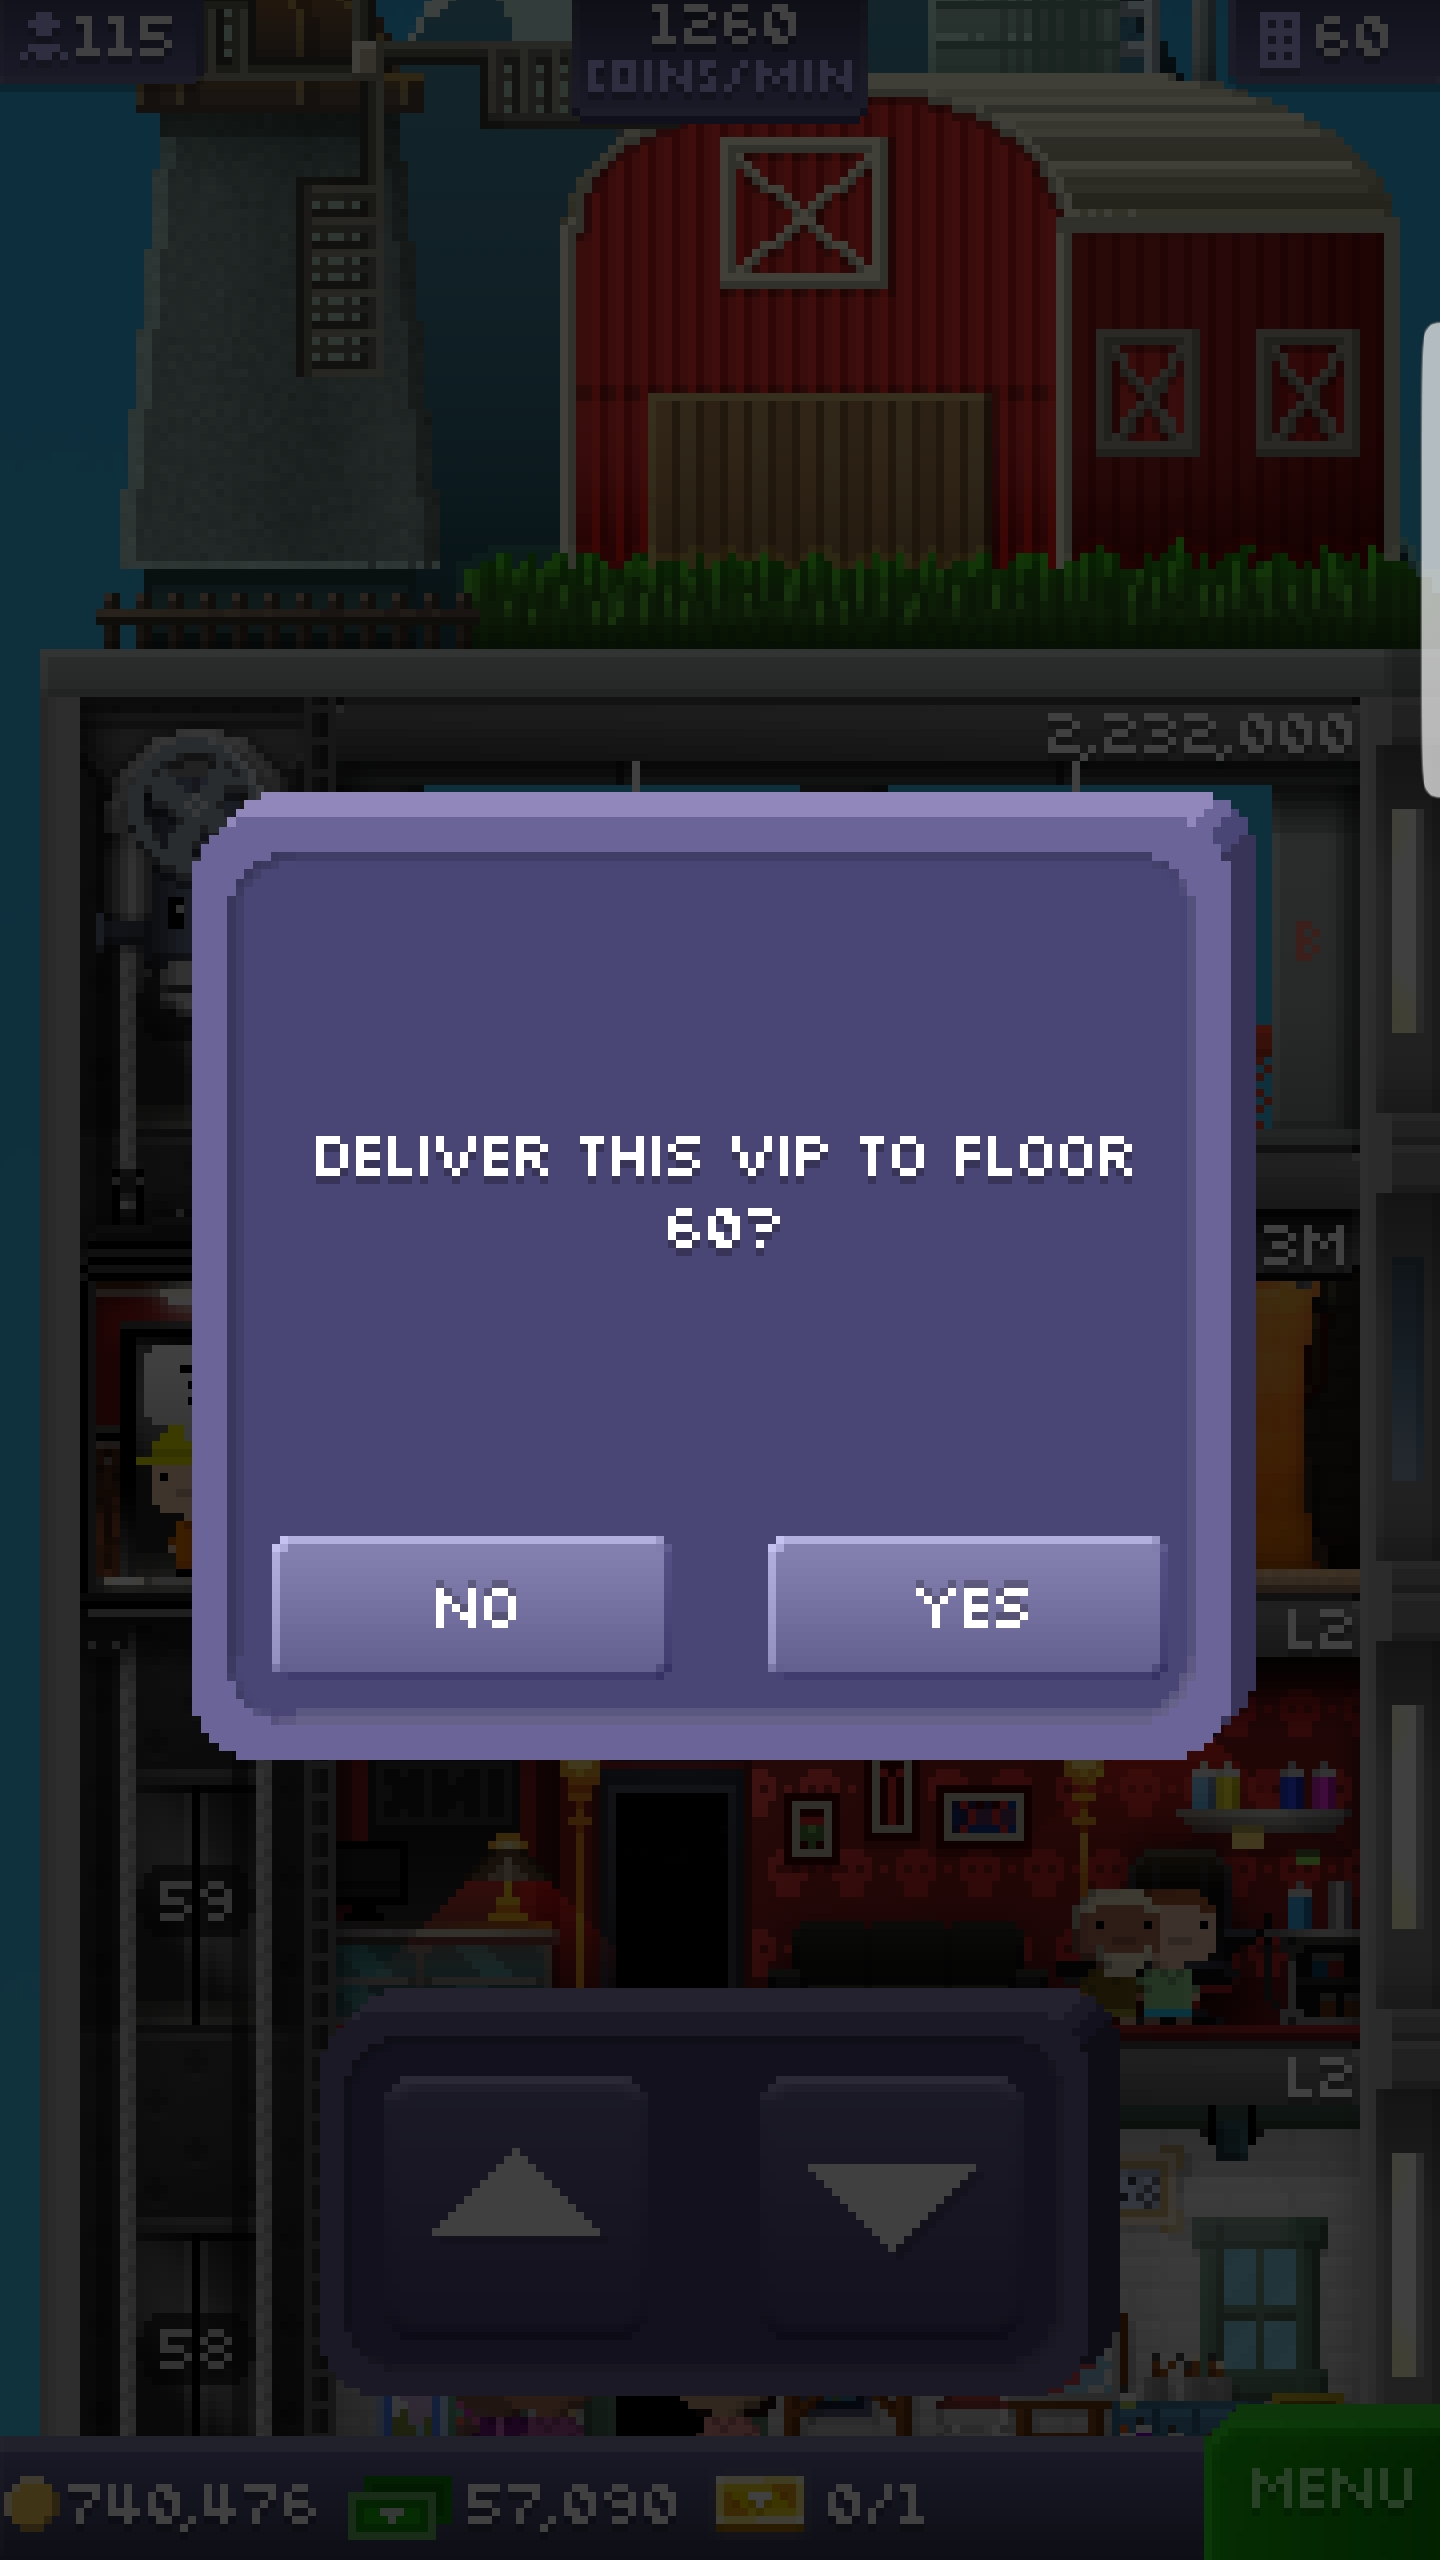 115
1260
COINS/MIN
60
2,232,000
B
DELIVER THIS VIP TO FLOOR
60?
3M
NO
YES
L2
59
L2
58
740,476
57,090
0/1
MENU